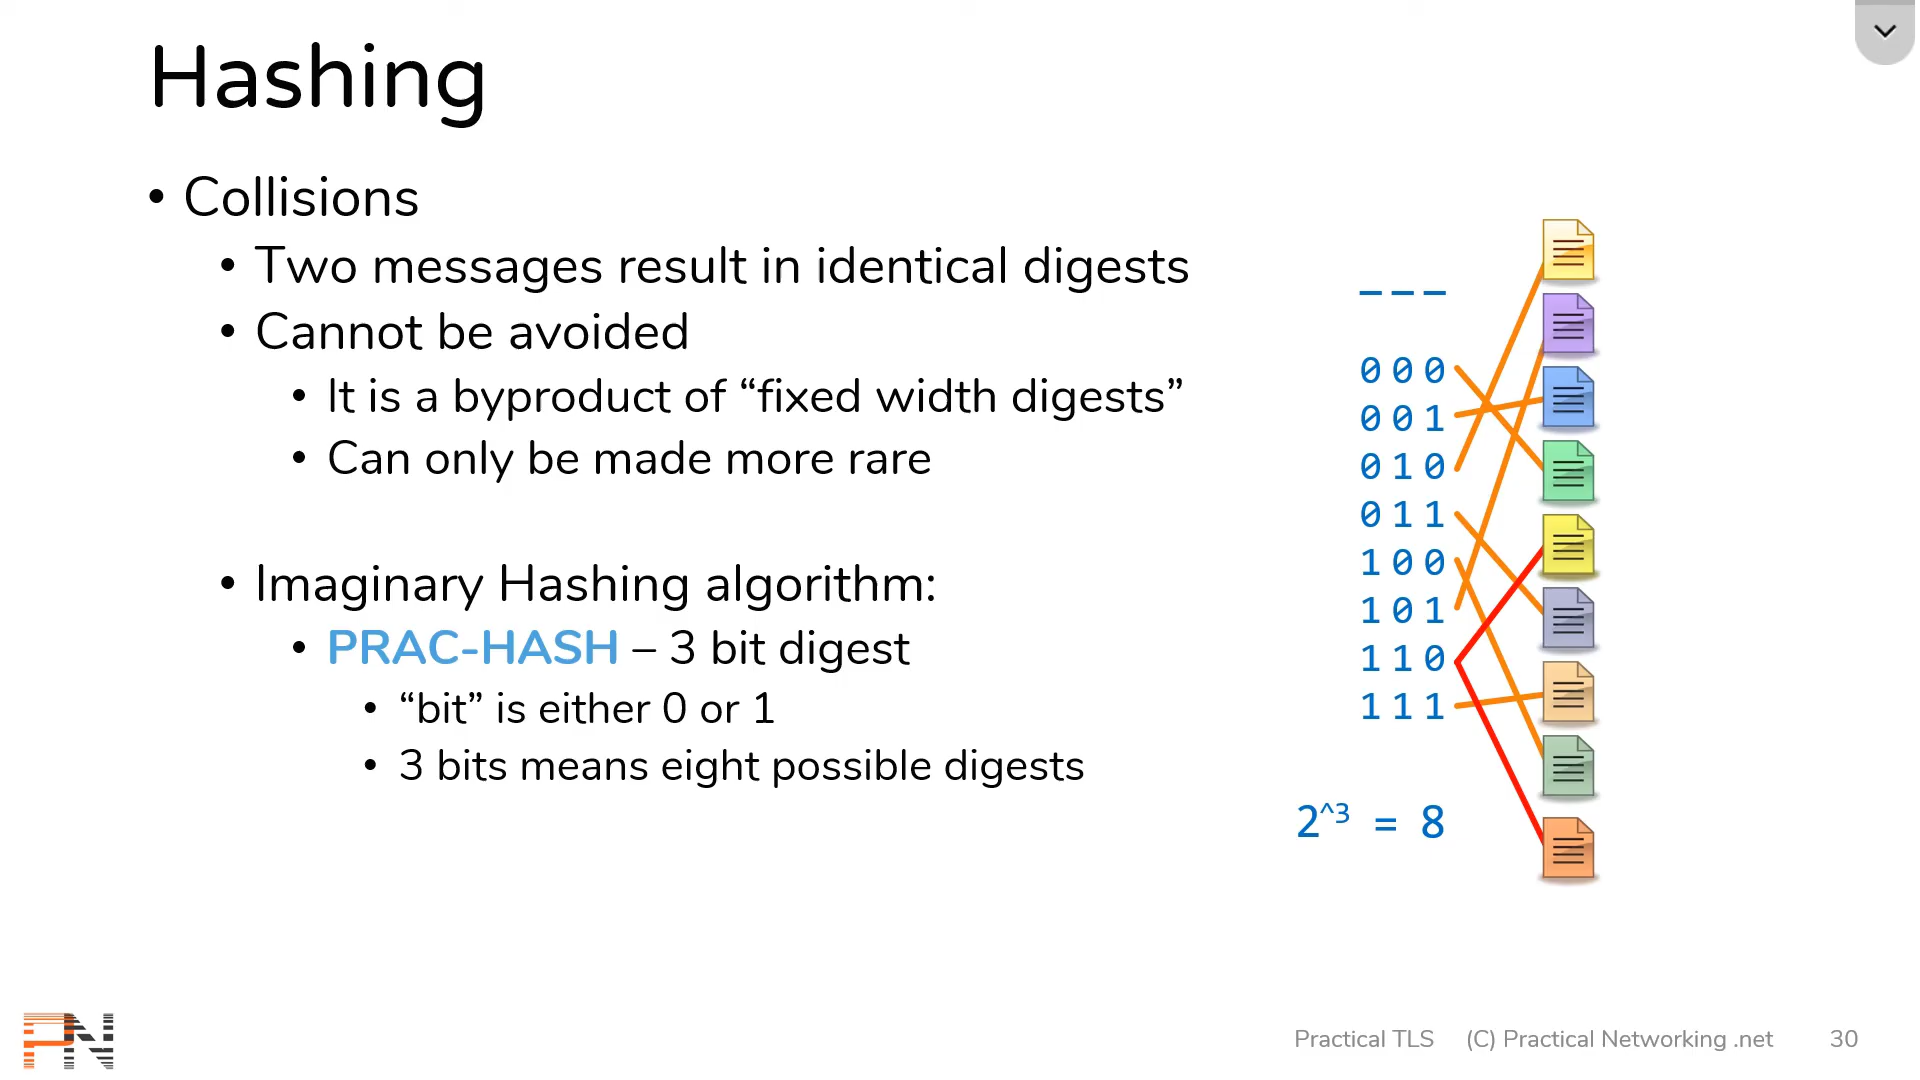 Hashing
• Collisions
• Two messages result in identical digests
• Cannot be avoided
• It is a byproduct of “fixed width digests”
• Can only be made more rare
• Imaginary Hashing algorithm:
• PRAC-HASH – 3 bit digest
• “bit” is either 0 or 1
• 3 bits means eight possible digests
_ _ _
0 0 0
0 0 1
0 1 0
0 1 1
1 0 0
1 0 1
1 1 0
1 1 1
2^3 = 8
PN
Practical TLS (C) Practical Networking .net 30